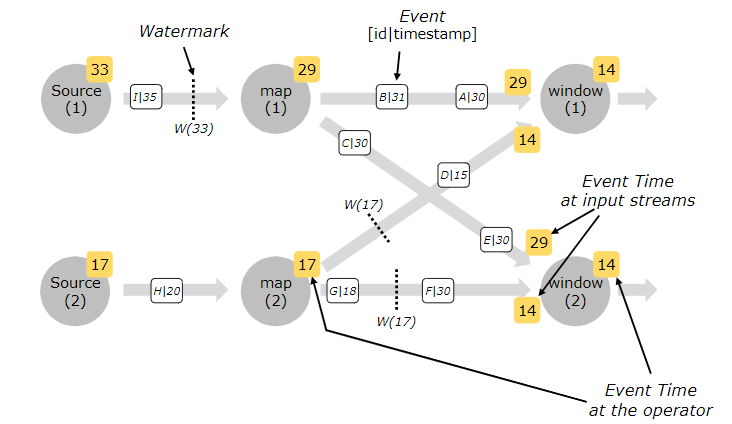 Watermark
Event
[id|timestamp]
33
29
29
14
Source
(1)
I|35
W(33)
map
(1)
B|31
A|30
window
(1)
14
C|30
D|15
Event Time
at input streams
W(17)
E|30
29
17
17
14
Source
(2)
H|20
map
(2)
G|18
W(17)
F|30
14
window
(2)
Event Time
at the operator